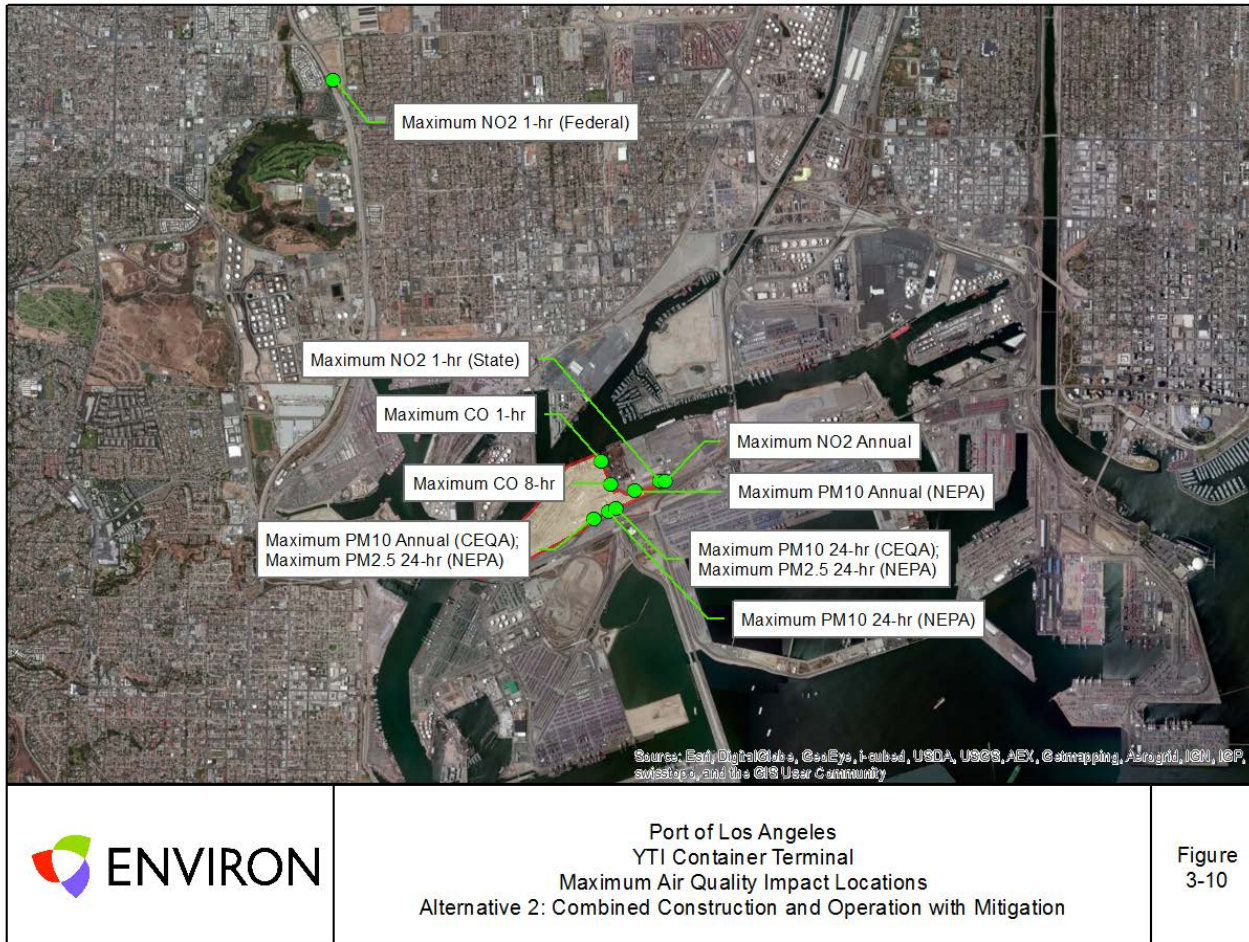 Maximum NO2 1-hr (Federal)
Maximum NO2 1-hr (State)
Maximum CO 1-hr
Maximum NO2 Annual
Maximum CO 8-hr
Maximum PM10 Annual (NEPA)
Maximum PM10 Annual (CEQA);
Maximum PM2.5 24-hr (NEPA)
Maximum PM10 24-hr (CEQA);
Maximum PM2.5 24-hr (NEPA)
Maximum PM10 24-hr (NEPA)
Source: Esri, DigitalGlobe, GeoEye, i-cubed, USDA, USGS, AEX, Getmapping, Aerogrid, IGN, IGP,
swisstopo, and the GIS User Community
ENVIRON
Port of Los Angeles
YTI Container Terminal
Maximum Air Quality Impact Locations
Alternative 2: Combined Construction and Operation with Mitigation
Figure
3-10